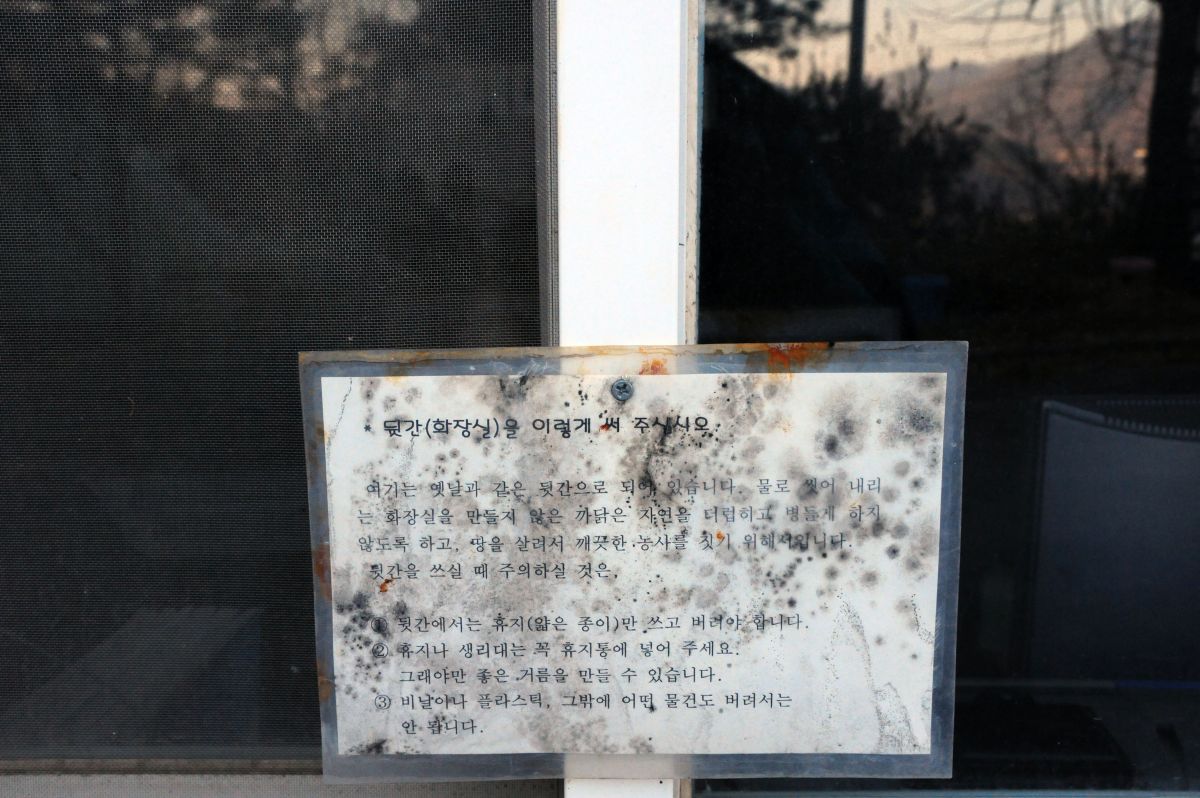 뒷간(화장실)을 이렇게 써 주십시오
여기는 옛날과 같은 뒷간으로 되어 있습니다. 물로 씻어 내리
는 화장실을 만들지 않은 까닭은 자연을 더럽히고 병들게 하지
않도록 하고, 땅을 살려서 깨끗한 농사를 짓기 위해서입니다.
뒷간을 쓰실 때 주의하실 것은,
① 뒷간에서는 휴지(얇은 종이)만 쓰고 버려야 합니다.
② 휴지나 생리대는 꼭 휴지통에 넣어 주세요.
그래야만 좋은 거름을 만들 수 있습니다.
③ 비닐이나 플라스틱, 그밖에 어떤 물건도 버려서는
안 됩니다.